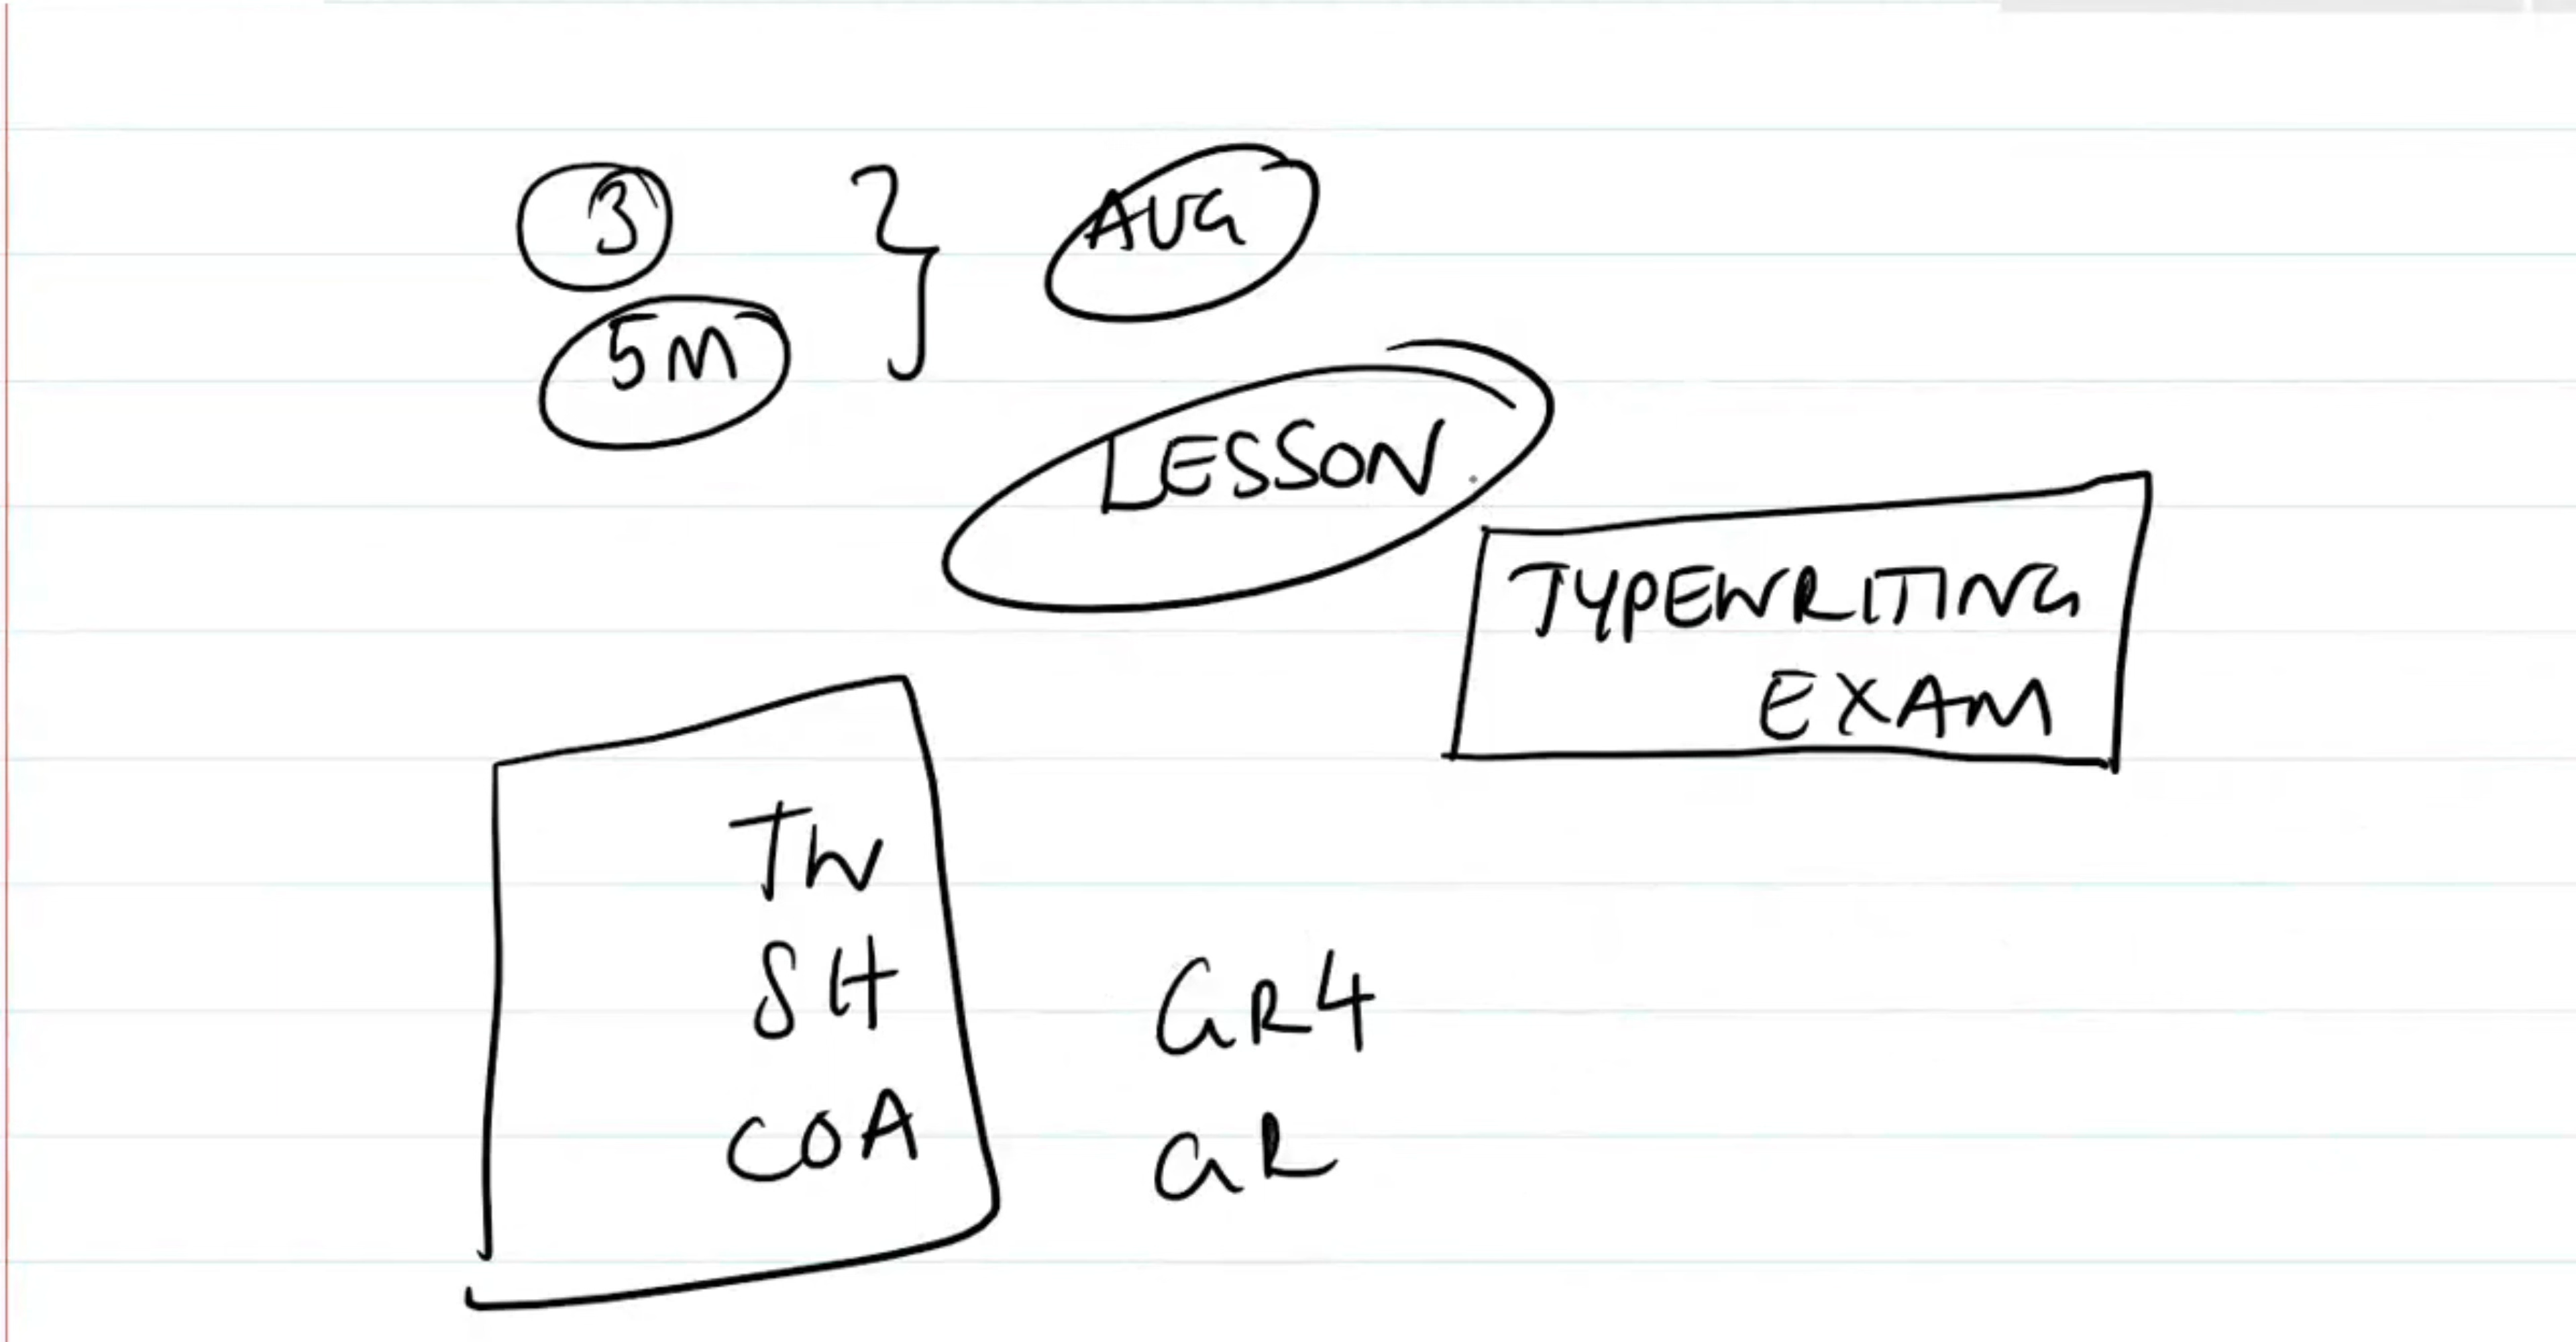 3
5M
AUG
LESSON
TYPEWRITING
EXAM
TW
SH
COA
GR4
GR